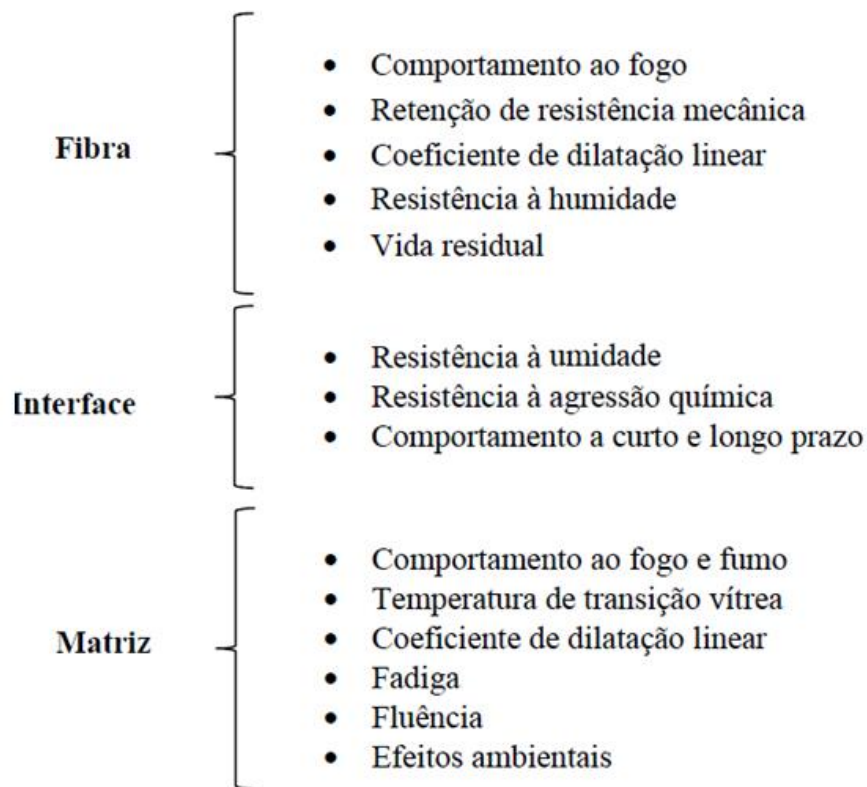 Fibra
• Comportamento ao fogo
• Retenção de resistência mecânica
• Coeficiente de dilatação linear
• Resistência à humidade
• Vida residual
Interface
• Resistência à umidade
• Resistência à agressão química
• Comportamento a curto e longo prazo
Matriz
• Comportamento ao fogo e fumo
• Temperatura de transição vítrea
• Coeficiente de dilatação linear
• Fadiga
• Fluência
• Efeitos ambientais